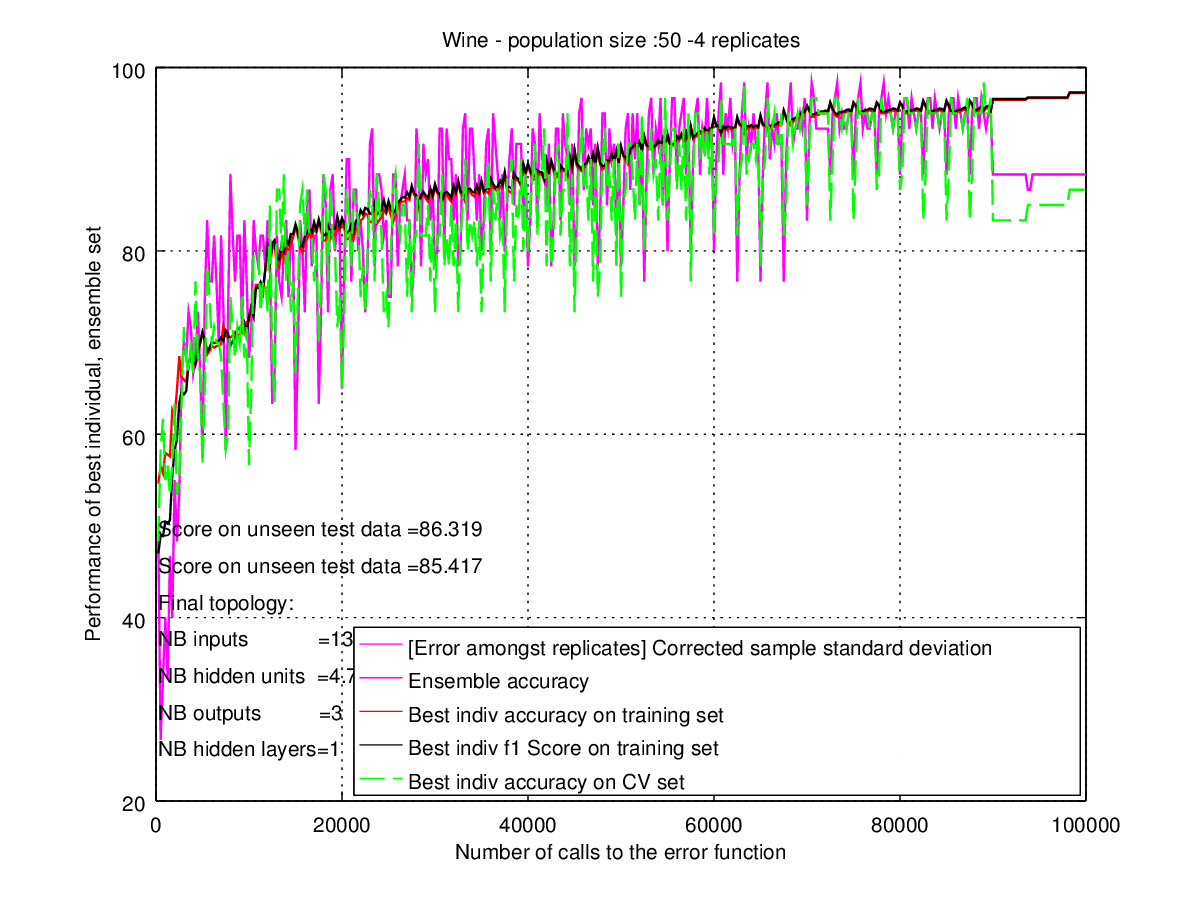 Wine - population size :50 -4 replicates
100
80
60
40
20
Performance of best individual, ensemble set
Score on unseen test data =86.319
Score on unseen test data =85.417
Final topology:
NB inputs =13
NB hidden units =4.7
NB outputs =3
NB hidden layers=1
[Error amongst replicates] Corrected sample standard deviation
Ensemble accuracy
Best indiv accuracy on training set
Best indiv f1 Score on training set
Best indiv accuracy on CV set
0 20000 40000 60000 80000 100000
Number of calls to the error function